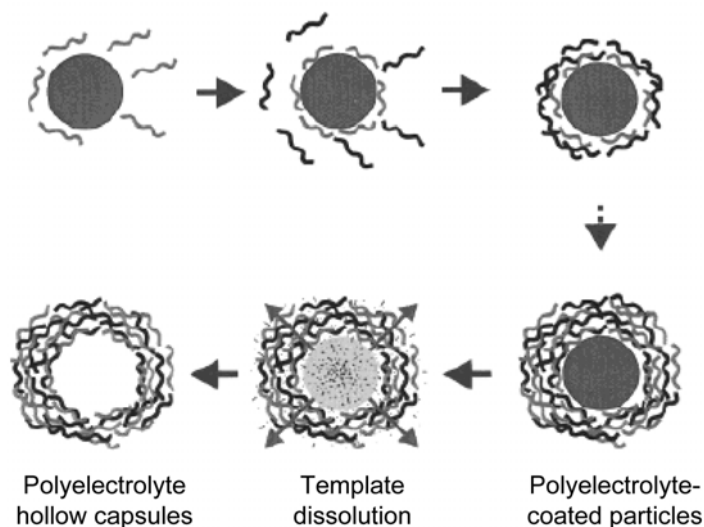 Polyelectrolyte
hollow capsules
Template
dissolution
Polyelectrolyte-
coated particles